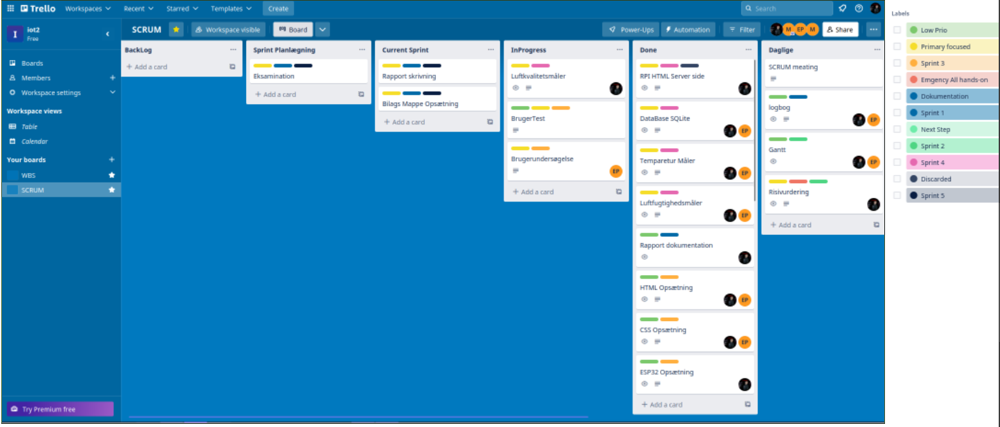 Trello Workspaces Recent Starred Templates Create Search
I iot2
Free
SCRUM Workspace visible Board Power-Ups Automation Filter M EP M Share
Boards
Members
Workspace settings
Workspace views
Table
Calendar
Your boards
WBS
SCRUM
Try Premium free
BackLog
+ Add a card
Sprint Planlægning
Eksamination
+ Add a card
Current Sprint
Rapport skrivning
Bilags Mappe Opsætning
+ Add a card
InProgress
Luftkvalitetsmåler
BrugerTest
Brugerundersøgelse
EP
+ Add a card
Done
RPI HTML Server side
DataBase SQLite
EP
Temparetur Måler
EP
Luftfugtighedsmåler
EP
Rapport dokumentation
HTML Opsætning
EP
CSS Opsætning
EP
ESP32 Opsætning
+ Add a card
Daglige
SCRUM meating
logbog
EP
Gantt
EP
Risivurdering
+ Add a card
Labels
Low Prio
Primary focused
Sprint 3
Emgency All hands-on
Dokumentation
Sprint 1
Next Step
Sprint 2
Sprint 4
Discarded
Sprint 5